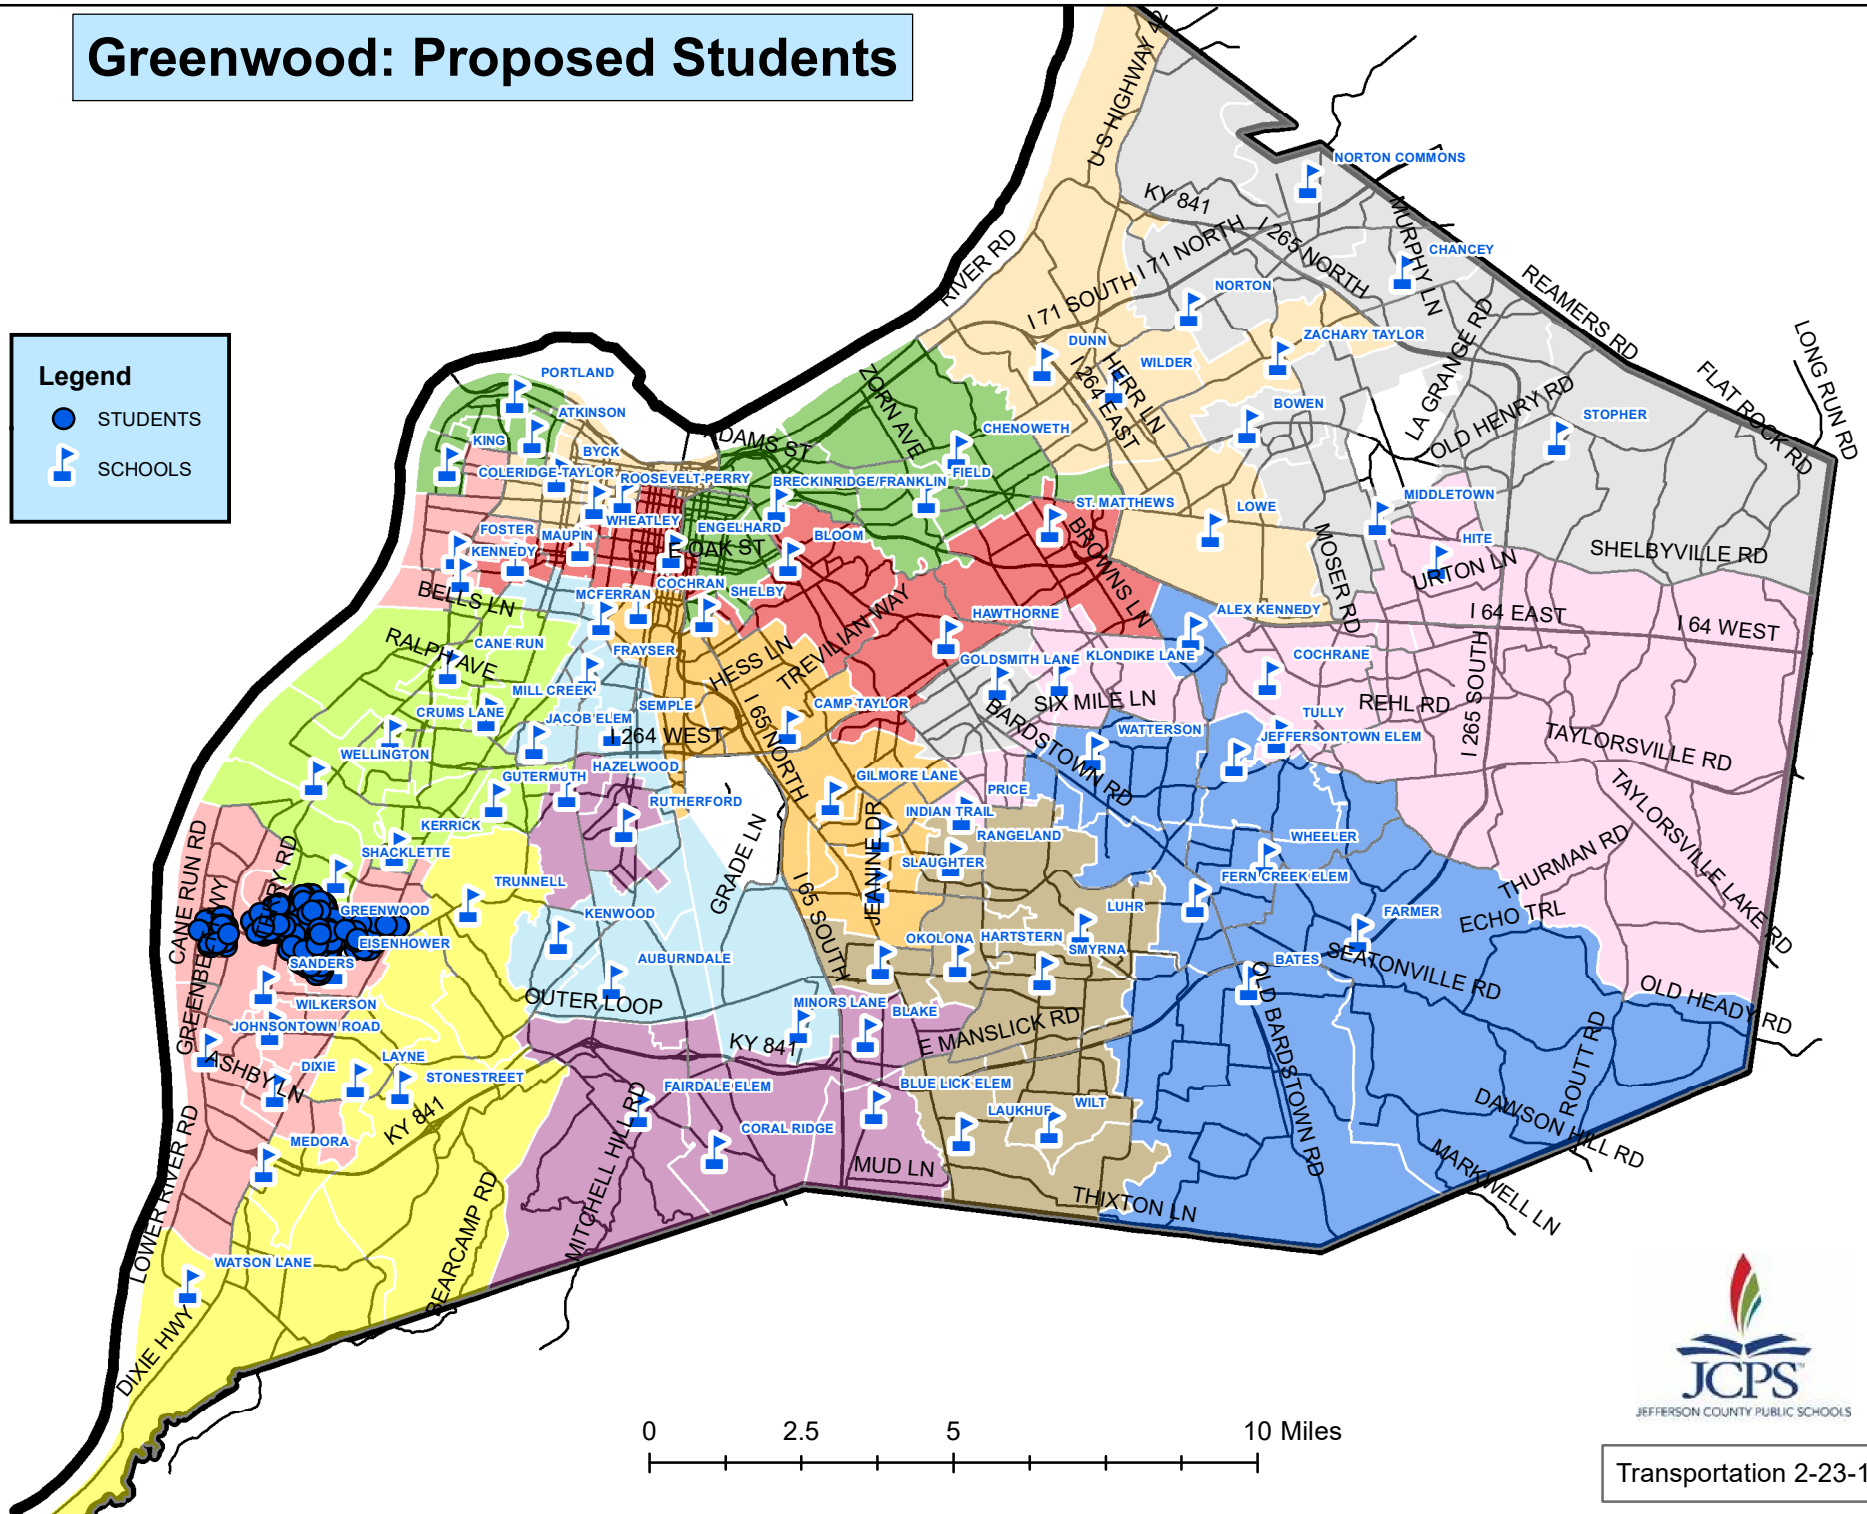 Greenwood: Proposed Students
Legend
STUDENTS
SCHOOLS
U S HIGHWAY 42
NORTON COMMONS
KY 841
MURPHY LN
CHANCEY
I 71 NORTH
I 265 NORTH
RIVER RD
REAMERS RD
NORTON
I 71 SOUTH
LONG RUN RD
ZACHARY TAYLOR
DUNN
WILDER
HERR LN
I 264 EAST
LA GRANGE RD
FLAT ROCK RD
PORTLAND
ZORN AVE
OLD HENRY RD
BOWEN
STOPHER
ATKINSON
ADAMS ST
CHENOWETH
KING
BYCK
COLERIDGE-TAYLOR
ROOSEVELT-PERRY
BRECKINRIDGE/FRANKLIN
FIELD
ST. MATTHEWS
LOWE
MIDDLETOWN
WHEATLEY
ENGELHARD
BLOOM
FOSTER
MAUPIN
KENNEDY
E OAK ST
BROWNS LN
MOSER RD
HITE
URTON LN
SHELBYVILLE RD
COCHRAN
SHELBY
BELLS LN
MCFERRAN
TREVILIAN WAY
HAWTHORNE
ALEX KENNEDY
I 64 EAST
I 64 WEST
RALPH AVE
CANE RUN
FRAYSER
HESS LN
GOLDSMITH LANE
KLONDIKE LANE
COCHRANE
MILL CREEK
SEMPLE
I 65 NORTH
CAMP TAYLOR
BARDSTOWN RD
SIX MILE LN
REHL RD
I 265 SOUTH
CRUMS LANE
JACOB ELEM
I 264 WEST
WATTERSON
TULLY
JEFFERSONTOWN ELEM
TAYLORSVILLE RD
WELLINGTON
GUTERMUTH
HAZELWOOD
GILMORE LANE
PRICE
RUTHERFORD
INDIAN TRAIL
TAYLORSVILLE LAKE RD
KERRICK
RANGELAND
WHEELER
THURMAN RD
CANE RUN RD
TERRY RD
SHACKLETTE
GRADE LN
JEANINE DR
SLAUGHTER
TRUNNELL
I 65 SOUTH
FERN CREEK ELEM
GREENWOOD
KENWOOD
LUHR
FARMER
ECHO TRL
EISENHOWER
OKOLONA
HARTSTERN
SMYRNA
SANDERS
AUBURNDALE
BATES
SEATONVILLE RD
OLD HEADY RD
WILKERSON
OUTER LOOP
MINORS LANE
BLAKE
JOHNSONTOWN ROAD
E MANSLICK RD
KY 841
OLD BARDSTOWN RD
ROUTT RD
ASHBY LN
DIXIE
LAYNE
STONESTREET
FAIRDALE ELEM
BLUE LICK ELEM
LAUKHUF
WILT
DAWSON HILL RD
KY 841
CORAL RIDGE
MEDORA
MITCHELL HILL RD
MUD LN
MARKWELL LN
LOWER RIVER RD
BEARCAMP RD
THIXTON LN
WATSON LANE
DIXIE HWY
JCPS
JEFFERSON COUNTY PUBLIC SCHOOLS
0 2.5 5 10 Miles
Transportation 2-23-1